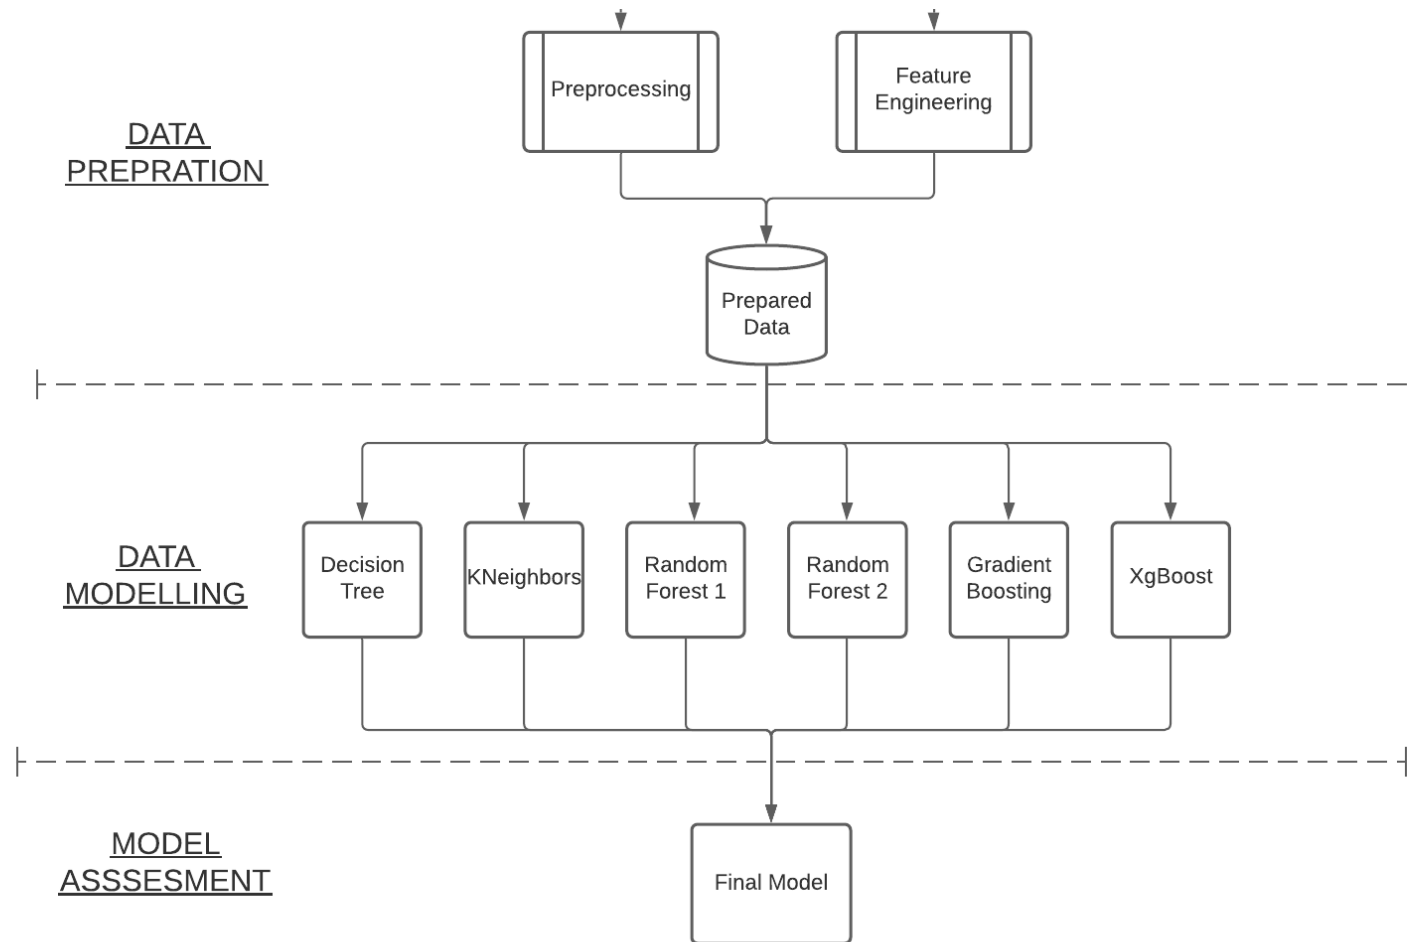 Preprocessing
Feature
Engineering
DATA
PREPRATION
Prepared
Data
DATA
MODELLING
Decision
Tree
KNeighbors
Random
Forest 1
Random
Forest 2
Gradient
Boosting
XgBoost
MODEL
ASSSESMENT
Final Model